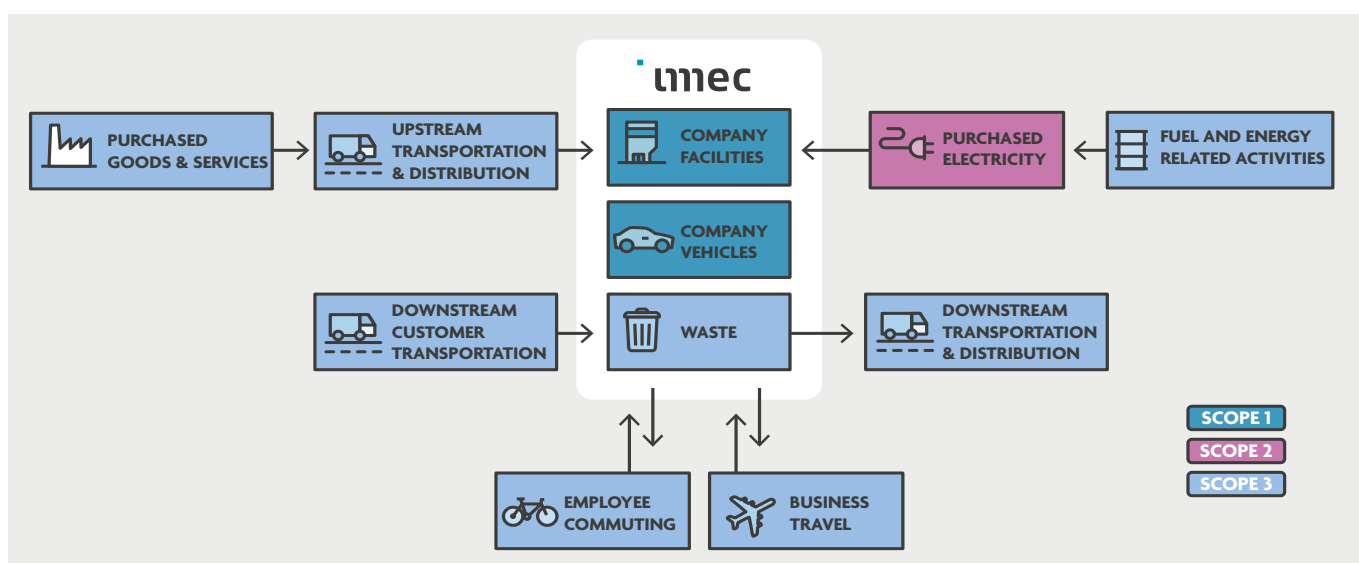 imec
PURCHASED
GOODS & SERVICES
UPSTREAM
TRANSPORTATION
& DISTRIBUTION
COMPANY
FACILITIES
PURCHASED
ELECTRICITY
FUEL AND ENERGY
RELATED ACTIVITIES
COMPANY
VEHICLES
DOWNSTREAM
CUSTOMER
TRANSPORTATION
WASTE
DOWNSTREAM
TRANSPORTATION
& DISTRIBUTION
EMPLOYEE
COMMUTING
BUSINESS
TRAVEL
SCOPE 1
SCOPE 2
SCOPE 3